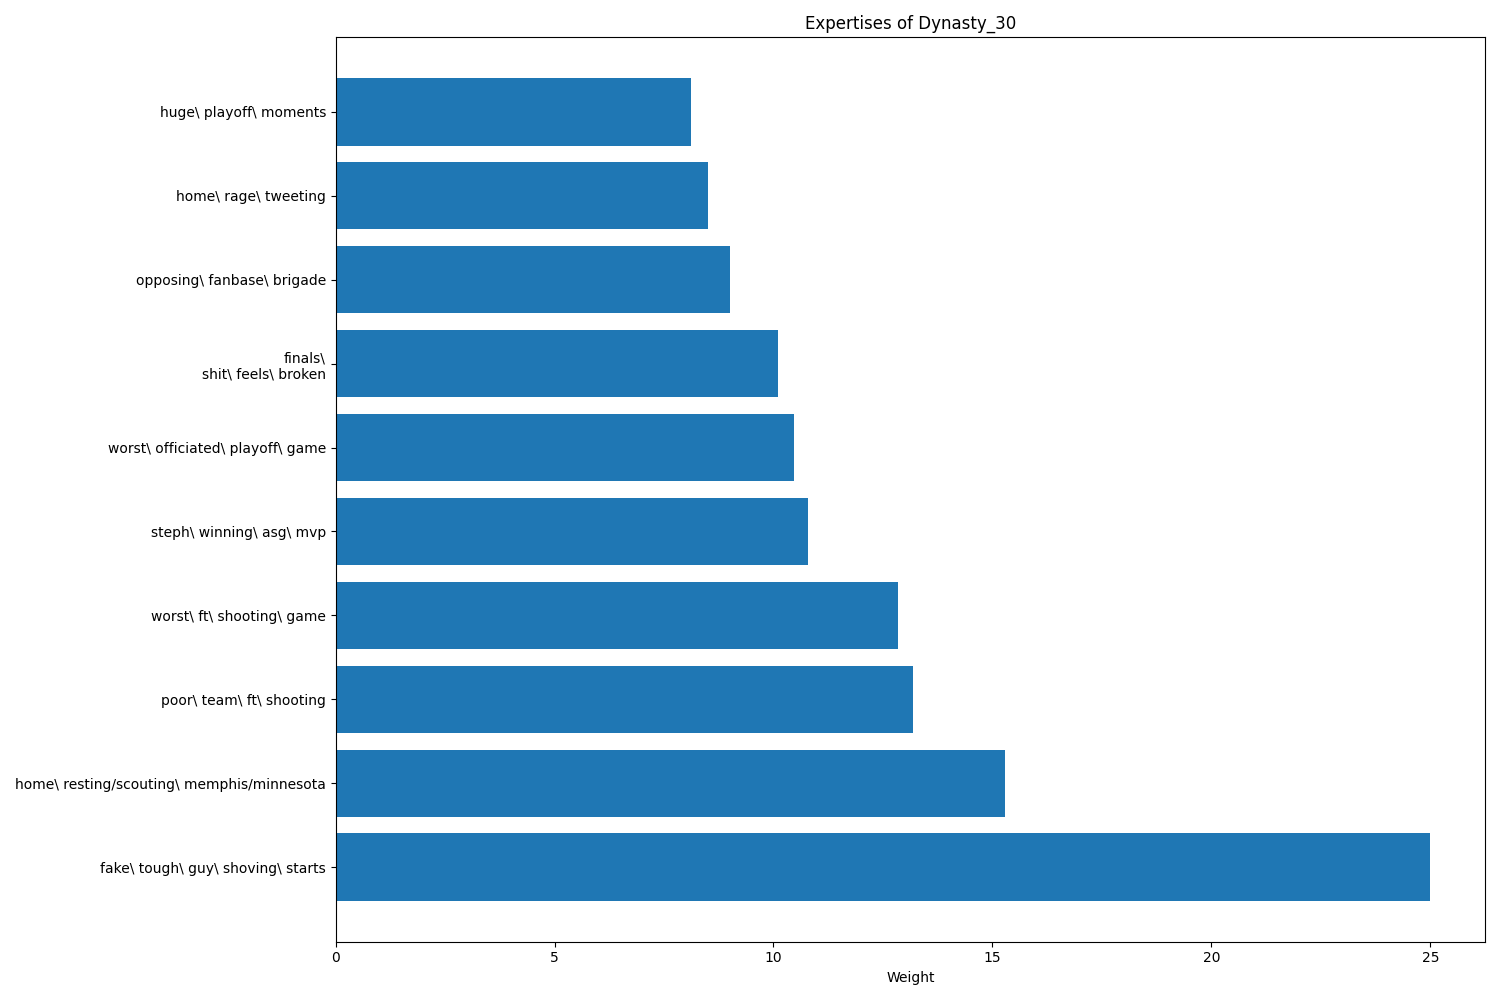 Expertises of Dynasty_30
huge\ playoff\ moments
home\ rage\ tweeting
opposing\ fanbase\ brigade
finals\
shit\ feels\ broken
worst\ officiated\ playoff\ game
steph\ winning\ asg\ mvp
worst\ ft\ shooting\ game
poor\ team\ ft\ shooting
home\ resting/scouting\ memphis/minnesota
fake\ tough\ guy\ shoving\ starts
0 5 10 15 20 25
Weight